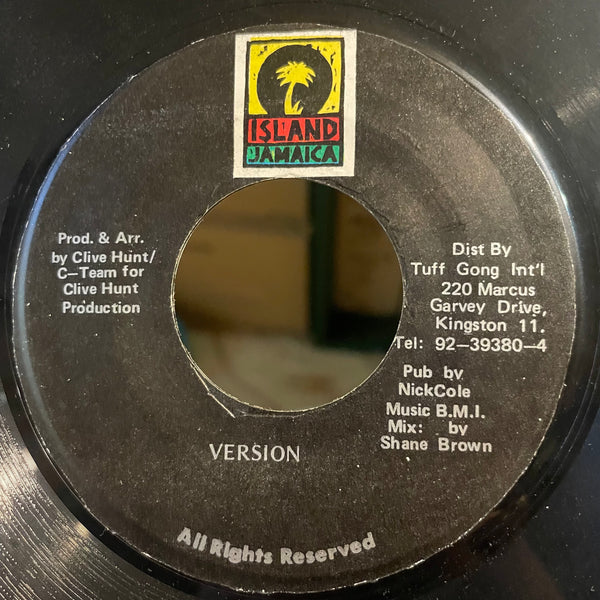 ISLAND
JAMAICA
Prod. & Arr.
by Clive Hunt/
C-Team for
Clive Hunt
Production
Dist By
Tuff Gong Int'l
220 Marcus
Garvey Drive,
Kingston 11.
Tel: 92-39380-4
Pub by
NickCole
Music B.M.I.
Mix: by
Shane Brown
VERSION
All Rights Reserved